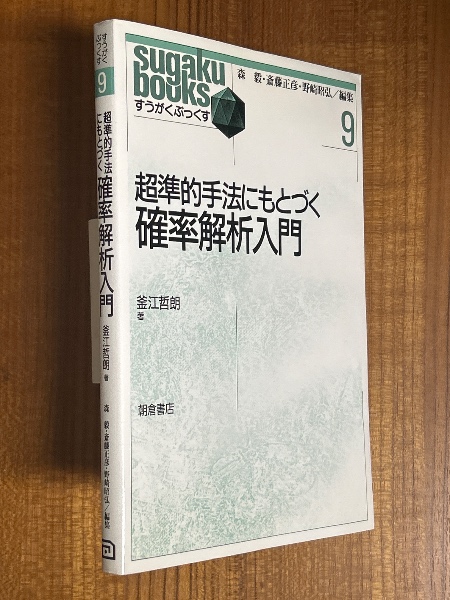 sugaku
books
すうがくぶっくす
森 毅・斎藤正彦・野崎昭弘／編集
9
超準的手法にもとづく
確率解析入門
釜江哲朗
著
朝倉書店
すうがく
ぶっくす
9
超準的手法
にもとづく
確率解析入門
釜江哲朗 著
森 毅・斎藤正彦・野崎昭弘／編集